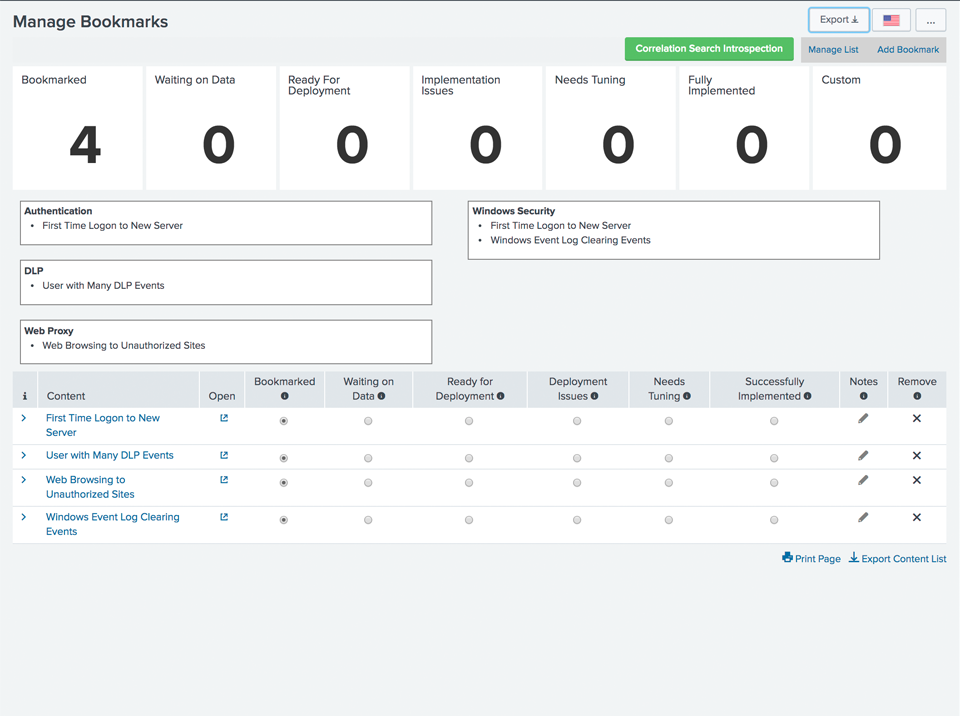 Manage Bookmarks
Export
...
Correlation Search Introspection
Manage List
Add Bookmark
Bookmarked
4
Waiting on Data
0
Ready For
Deployment
0
Implementation
Issues
0
Needs Tuning
0
Fully
Implemented
0
Custom
0
Authentication
• First Time Logon to New Server
Windows Security
• First Time Logon to New Server
• Windows Event Log Clearing Events
DLP
• User with Many DLP Events
Web Proxy
• Web Browsing to Unauthorized Sites
i
Content
Open
Bookmarked
Waiting on
Data
Ready for
Deployment
Deployment
Issues
Needs
Tuning
Successfully
Implemented
Notes
Remove
First Time Logon to New
Server
User with Many DLP Events
Web Browsing to
Unauthorized Sites
Windows Event Log Clearing
Events
Print Page
Export Content List